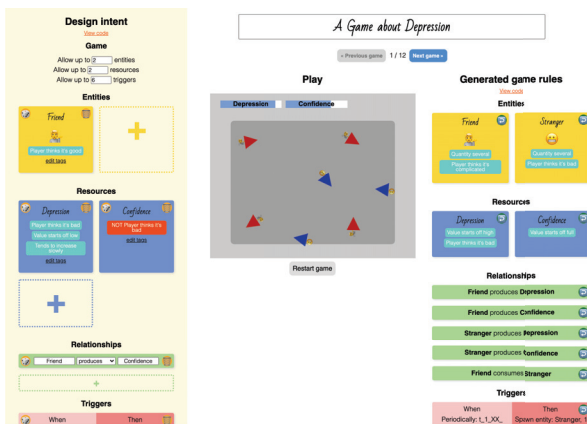 Design intent
View code
Game
Allow up to 2 entities
Allow up to 2 resources
Allow up to 6 triggers
Entities
Friend
Player thinks it's good
edit tags
Resources
Depression
Player thinks it's bad
Value starts off low
Tends to increase slowly
edit tags
Confidence
NOT Player thinks it's bad
edit tags
Relationships
Friend produces Confidence
Triggers
When Then
A Game about Depression
« Previous game 1 / 12 Next game »
Play
Depression Confidence
Restart game
Generated game rules
View code
Entities
Friend
Quantity several
Player thinks it's complicated
Stranger
Quantity several
Player thinks it's bad
Resources
Depression
Value starts off high
Player thinks it's bad
Confidence
Value starts off full
Relationships
Friend produces Depression
Friend produces Confidence
Stranger produces Depression
Stranger produces Confidence
Friend consumes Stranger
Triggers
When Then
Periodically: t_1_XX_ Spawn entity: Stranger, 1